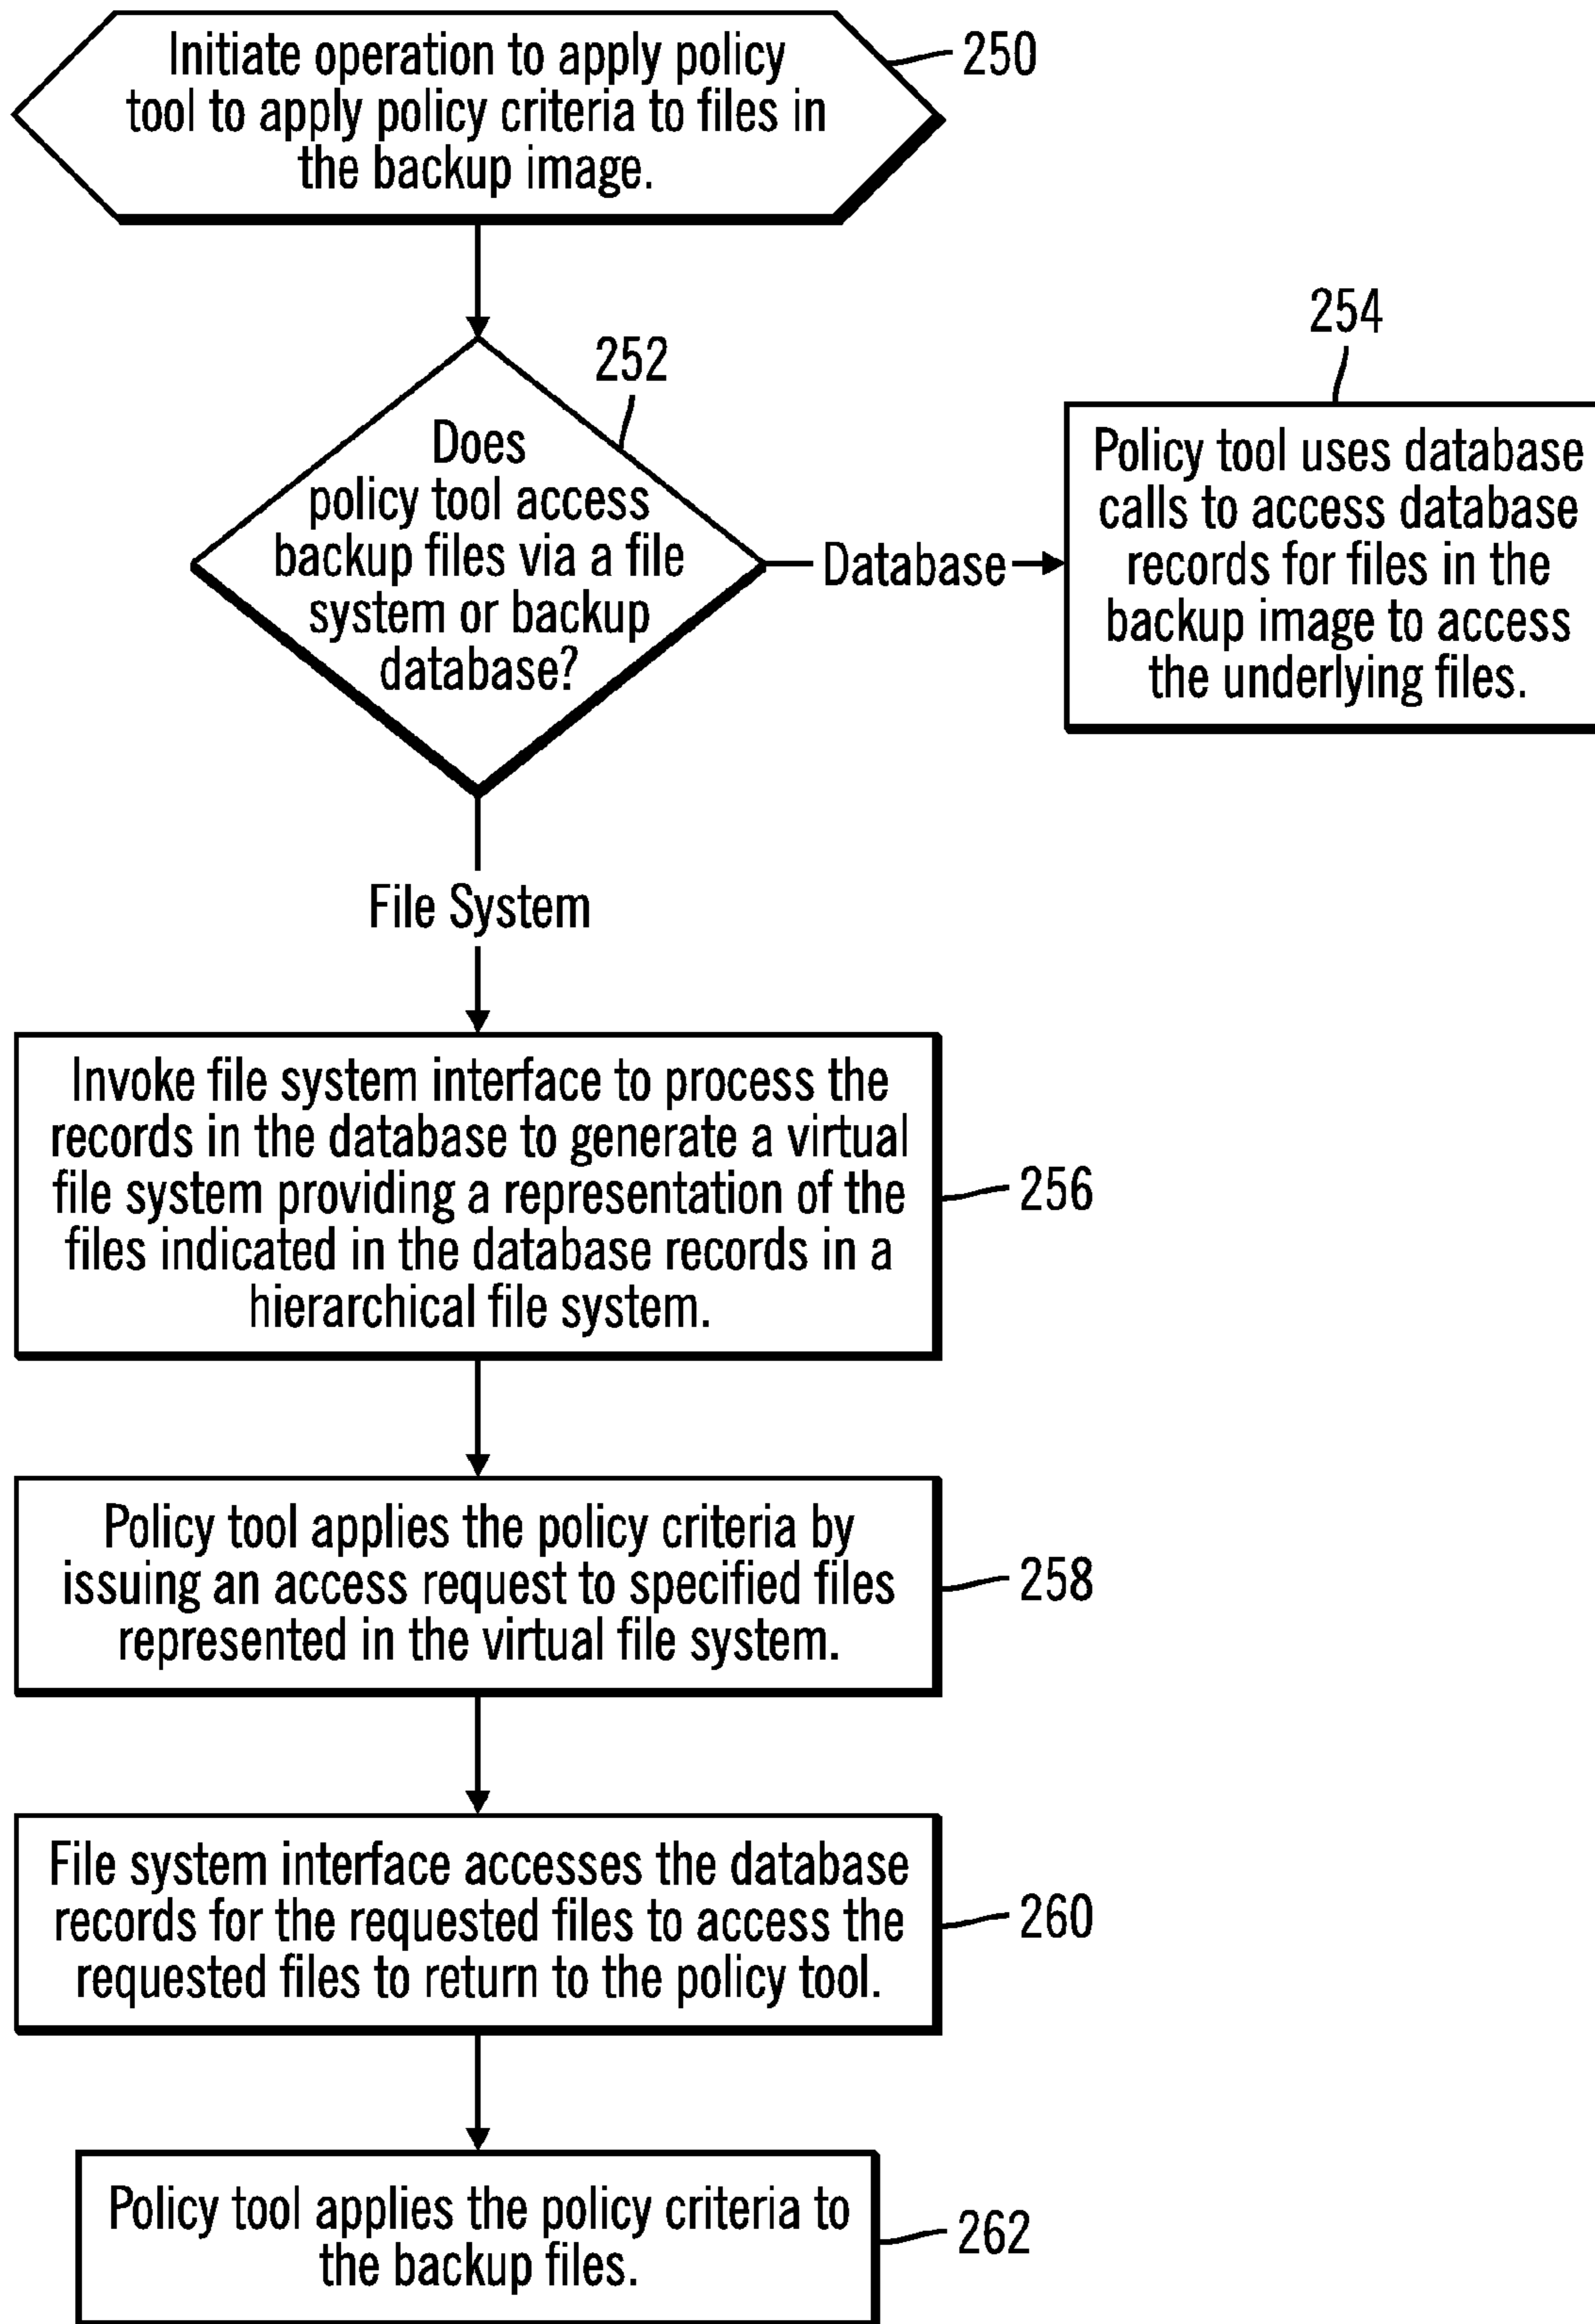 Initiate operation to apply policy
tool to apply policy criteria to files in
the backup image.
250
252
Does
policy tool access
backup files via a file
system or backup
database?
Database
254
Policy tool uses database
calls to access database
records for files in the
backup image to access
the underlying files.
File System
Invoke file system interface to process the
records in the database to generate a virtual
file system providing a representation of the
files indicated in the database records in a
hierarchical file system.
256
Policy tool applies the policy criteria by
issuing an access request to specified files
represented in the virtual file system.
258
File system interface accesses the database
records for the requested files to access the
requested files to return to the policy tool.
260
Policy tool applies the policy criteria to
the backup files.
262